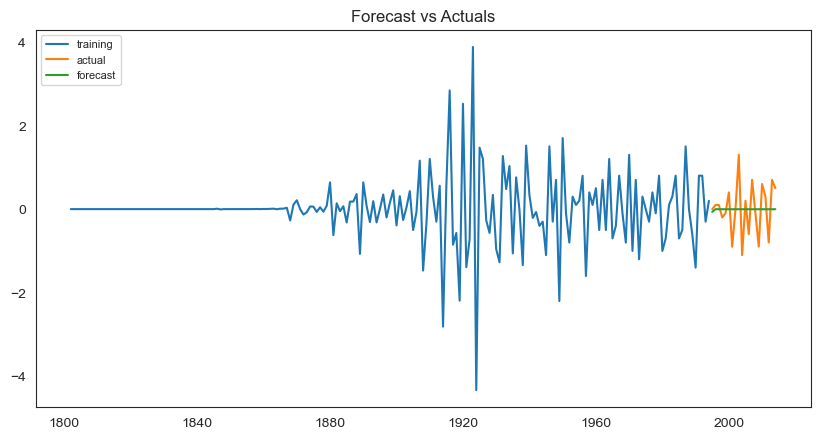 Forecast vs Actuals
training
actual
forecast
4
2
0
−2
−4
1800 1840 1880 1920 1960 2000